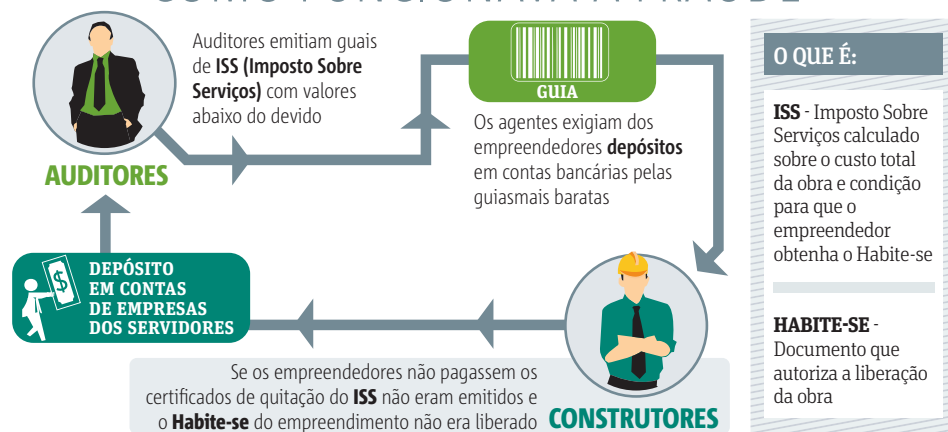 COMO FUNCIONAVA A FRAUDE
Auditores emitiam guais
de ISS (Imposto Sobre
Serviços) com valores
abaixo do devido
AUDITORES
GUIA
Os agentes exigiam dos
empreendedores depósitos
em contas bancárias pelas
guiasmais baratas
DEPÓSITO
EM CONTAS
DE EMPRESAS
DOS SERVIDORES
$
Se os empreendedores não pagassem os
certificados de quitação do ISS não eram emitidos e
o Habite-se do empreendimento não era liberado
CONSTRUTORES
O QUE É:
ISS - Imposto Sobre
Serviços calculado
sobre o custo total
da obra e condição
para que o
empreendedor
obtenha o Habite-se
HABITE-SE -
Documento que
autoriza a liberação
da obra